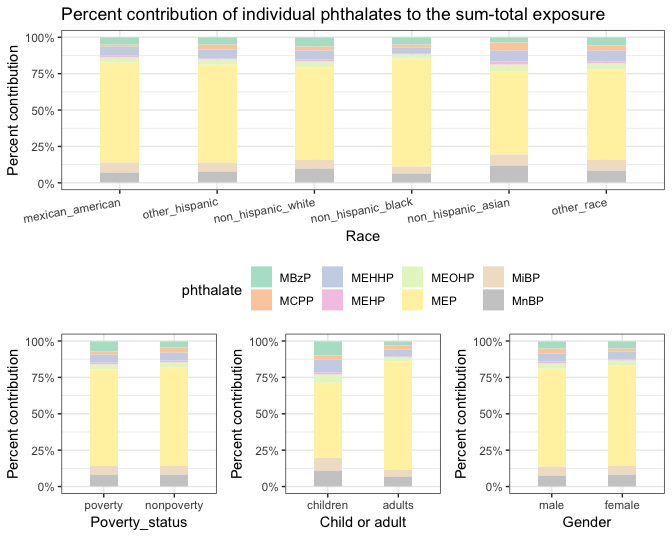 Percent contribution of individual phthalates to the sum-total exposure
Percent contribution
100%
75%
50%
25%
0%
mexican_american other_hispanic non_hispanic_white non_hispanic_black non_hispanic_asian other_race
Race
phthalate
MBzP MEHHP MEOHP MiBP
MCPP MEHP MEP MnBP
Percent contribution
100%
75%
50%
25%
0%
poverty nonpoverty
Poverty_status
Percent contribution
100%
75%
50%
25%
0%
children adults
Child or adult
Percent contribution
100%
75%
50%
25%
0%
male female
Gender